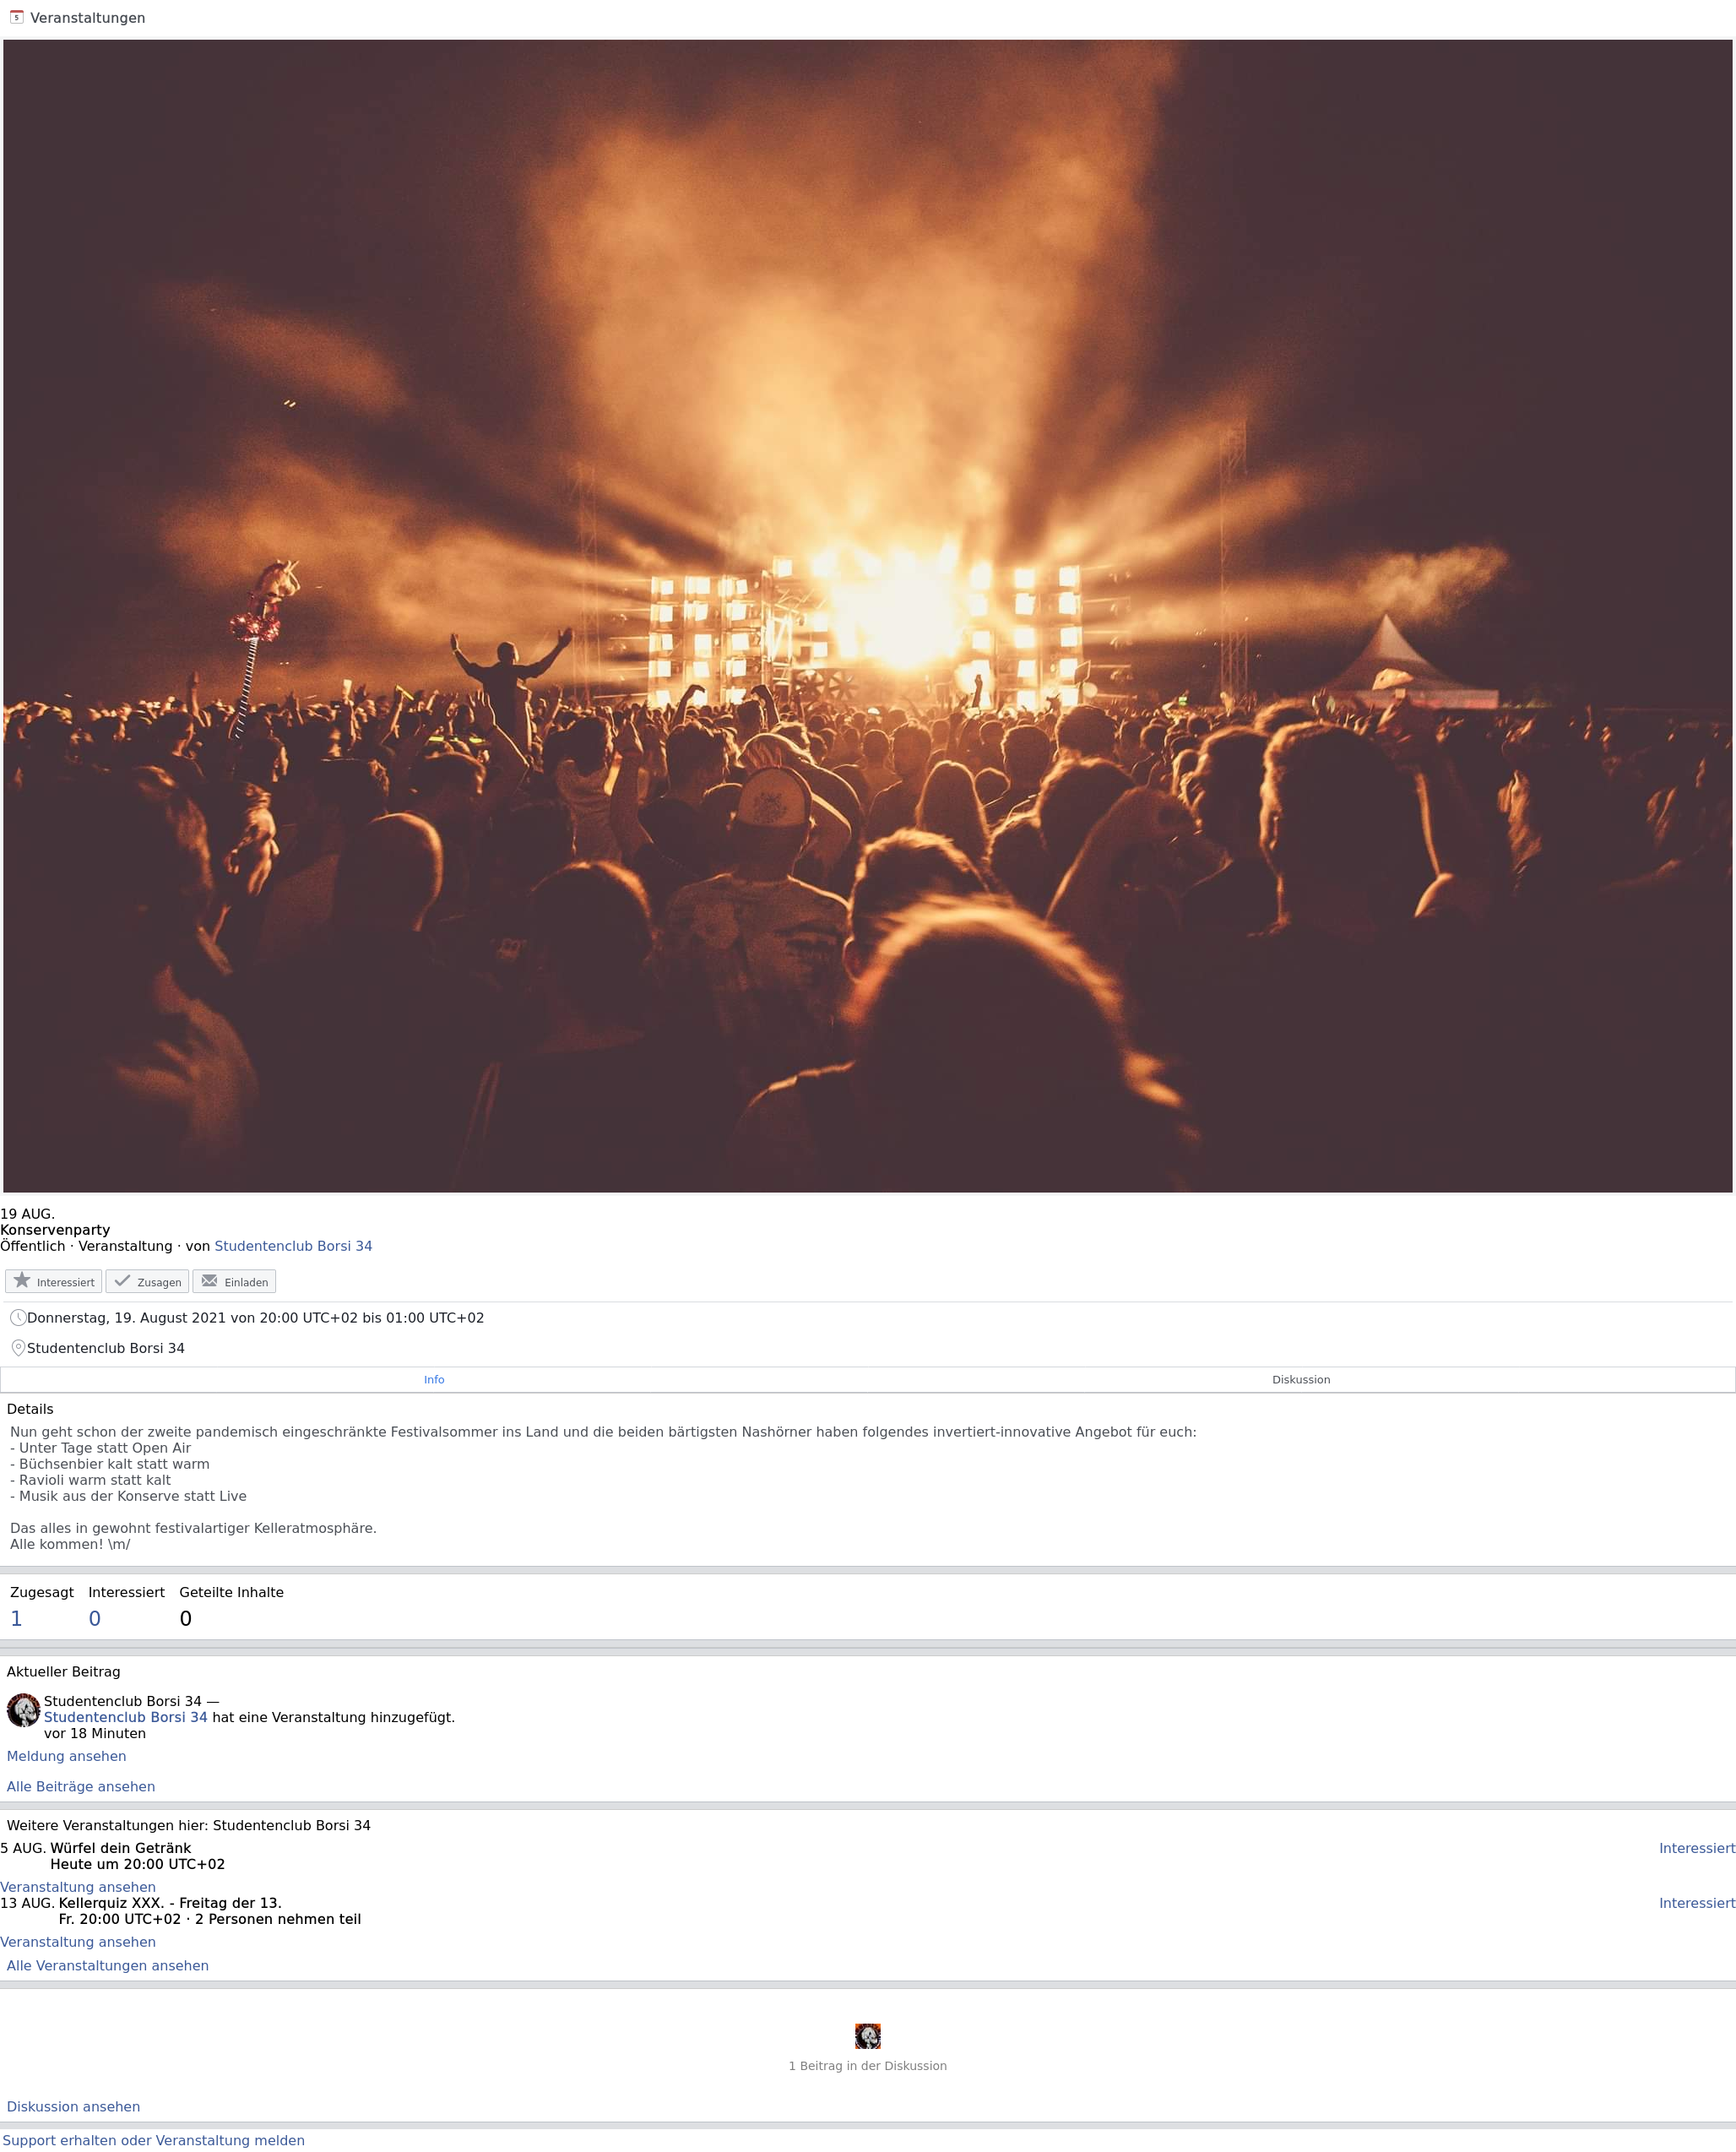 Veranstaltungen
19 AUG.
Konservenparty
Öffentlich · Veranstaltung · von Studentenclub Borsi 34
Interessiert Zusagen Einladen
Donnerstag, 19. August 2021 von 20:00 UTC+02 bis 01:00 UTC+02
Studentenclub Borsi 34
Info Diskussion
Details
Nun geht schon der zweite pandemisch eingeschränkte Festivalsommer ins Land und die beiden bärtigsten Nashörner haben folgendes invertiert-innovative Angebot für euch:
- Unter Tage statt Open Air
- Büchsenbier kalt statt warm
- Ravioli warm statt kalt
- Musik aus der Konserve statt Live
Das alles in gewohnt festivalartiger Kelleratmosphäre.
Alle kommen! \m/
Zugesagt Interessiert Geteilte Inhalte
1 0 0
Aktueller Beitrag
Studentenclub Borsi 34 —
Studentenclub Borsi 34 hat eine Veranstaltung hinzugefügt.
vor 18 Minuten
Meldung ansehen
Alle Beiträge ansehen
Weitere Veranstaltungen hier: Studentenclub Borsi 34
5 AUG. Würfel dein Getränk Interessiert
Heute um 20:00 UTC+02
Veranstaltung ansehen
13 AUG. Kellerquiz XXX. - Freitag der 13. Interessiert
Fr. 20:00 UTC+02 · 2 Personen nehmen teil
Veranstaltung ansehen
Alle Veranstaltungen ansehen
1 Beitrag in der Diskussion
Diskussion ansehen
Support erhalten oder Veranstaltung melden